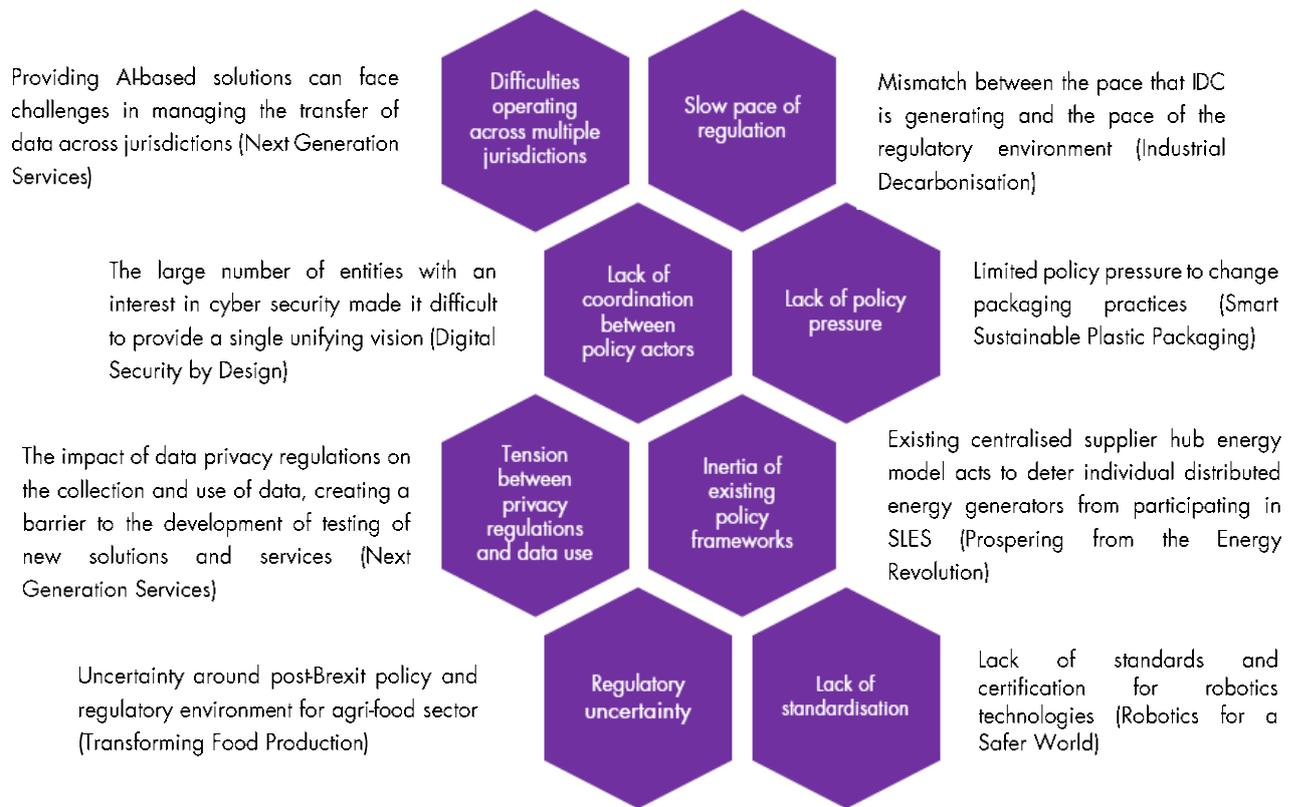 Providing AI-based solutions can face
challenges in managing the transfer of
data across jurisdictions (Next Generation
Services)
Difficulties
operating
across multiple
jurisdictions
Slow pace of
regulation
Mismatch between the pace that IDC
is generating and the pace of the
regulatory environment (Industrial
Decarbonisation)
The large number of entities with an
interest in cyber security made it difficult
to provide a single unifying vision (Digital
Security by Design)
Lack of
coordination
between
policy actors
Lack of policy
pressure
Limited policy pressure to change
packaging practices (Smart
Sustainable Plastic Packaging)
The impact of data privacy regulations on
the collection and use of data, creating a
barrier to the development of testing of
new solutions and services (Next
Generation Services)
Tension
between
privacy
regulations
and data use
Inertia of
existing
policy
frameworks
Existing centralised supplier hub energy
model acts to deter individual distributed
energy generators from participating in
SLES (Prospering from the Energy
Revolution)
Uncertainty around post-Brexit policy and
regulatory environment for agri-food sector
(Transforming Food Production)
Regulatory
uncertainty
Lack of
standardisation
Lack of standards and
certification for robotics
technologies (Robotics for a
Safer World)